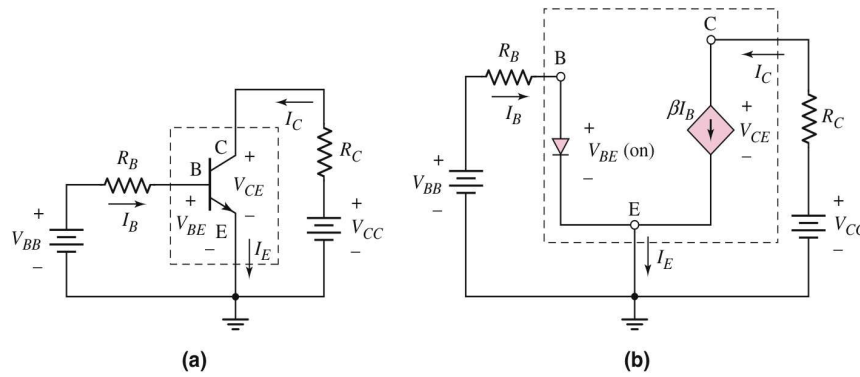 C
I_C
R_C
R_B
B
+
V_CE
−
I_B
+
V_BE
−
E
I_E
+
V_BB
−
+
V_CC
−
(a)
C
I_C
R_C
R_B
B
I_B
+
V_BE (on)
−
βI_B
+
V_CE
−
E
I_E
+
V_BB
−
+
V_CC
−
(b)